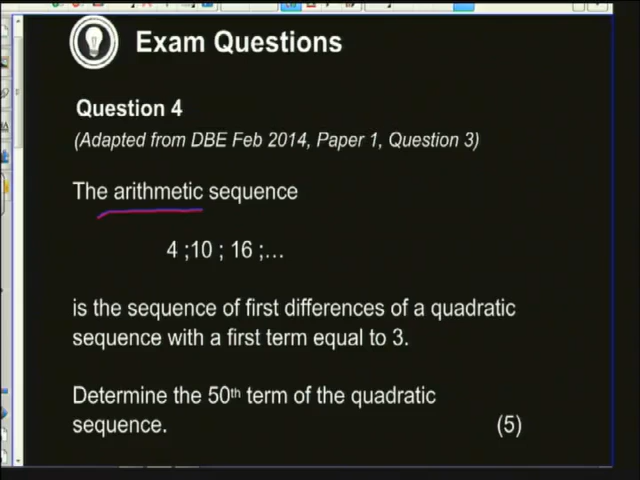 Exam Questions
Question 4
(Adapted from DBE Feb 2014, Paper 1, Question 3)
The arithmetic sequence
4 ;10 ; 16 ;...
is the sequence of first differences of a quadratic
sequence with a first term equal to 3.
Determine the 50th term of the quadratic
sequence. (5)